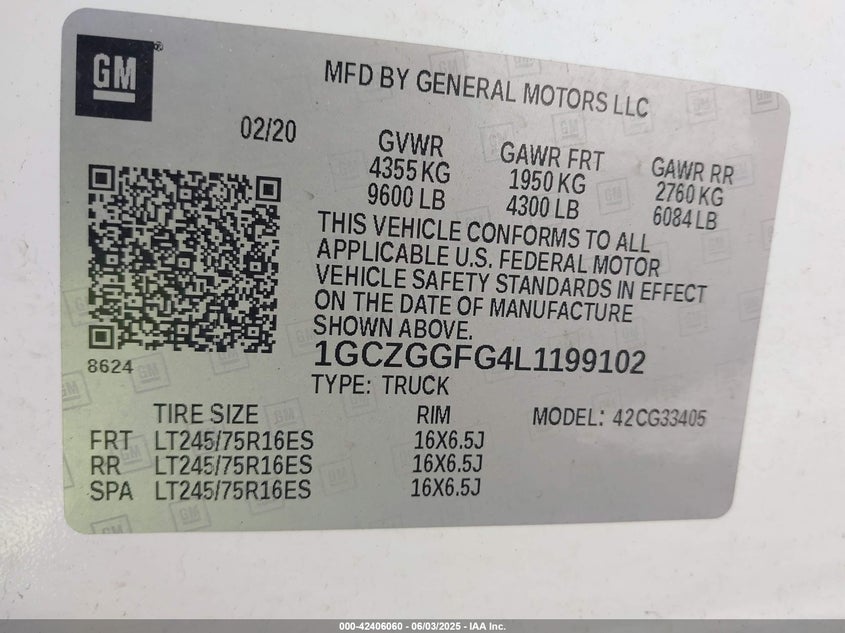 GM
MFD BY GENERAL MOTORS LLC
02/20
GVWR
4355 KG
9600 LB
GAWR FRT
1950 KG
4300 LB
GAWR RR
2760 KG
6084 LB
THIS VEHICLE CONFORMS TO ALL
APPLICABLE U.S. FEDERAL MOTOR
VEHICLE SAFETY STANDARDS IN EFFECT
ON THE DATE OF MANUFACTURE
SHOWN ABOVE.
8624
1GCZGGFG4L1199102
TYPE: TRUCK
TIRE SIZE RIM MODEL: 42CG33405
FRT LT245/75R16ES 16X6.5J
RR LT245/75R16ES 16X6.5J
SPA LT245/75R16ES 16X6.5J
000-42406060 - 06/03/2025 - IAA Inc.